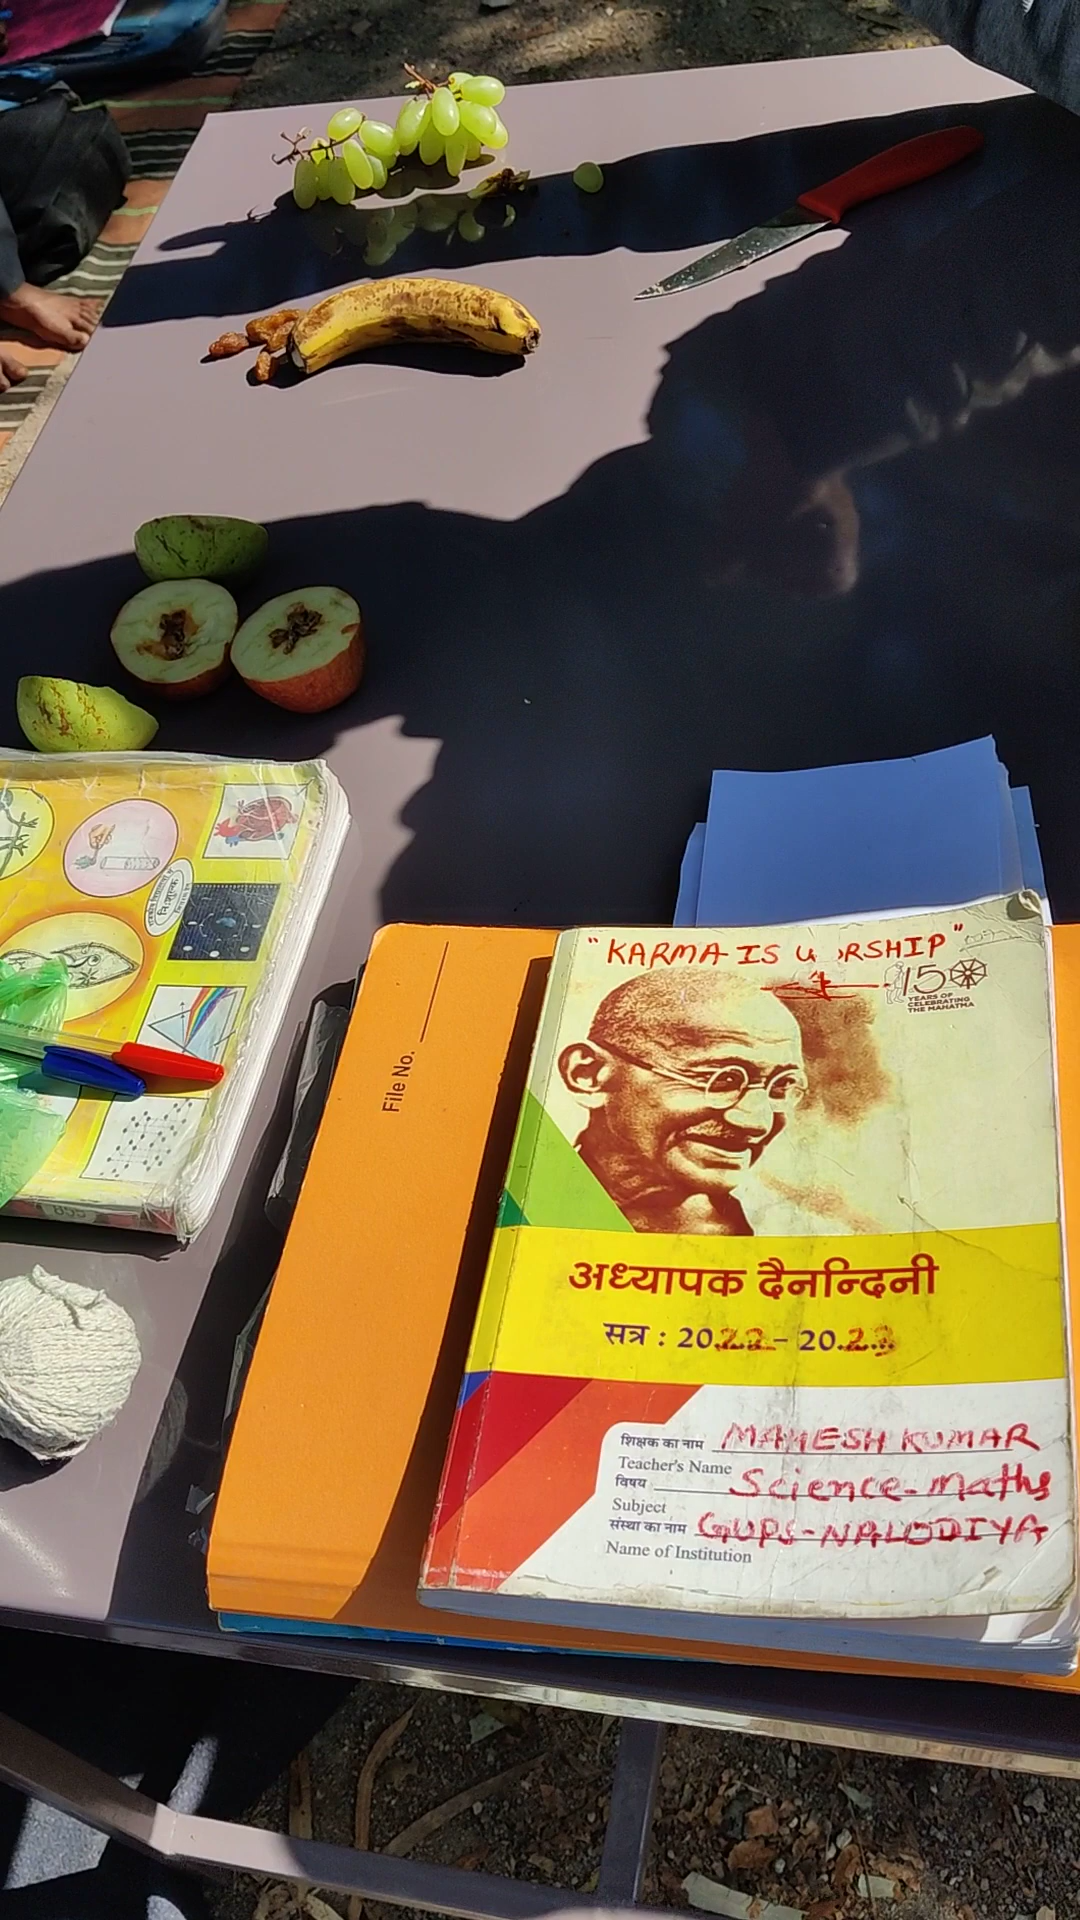 "KARMA IS WORSHIP"
150
YEARS OF
CELEBRATING
THE MAHATMA
File No.
निःशुल्क
अध्यापक दैनन्दिनी
सत्र : 2022 - 2023
शिक्षक का नाम MAHESH KUMAR
Teacher's Name
विषय Science-Maths
Subject
संस्था का नाम GUPS-NALODIYA
Name of Institution